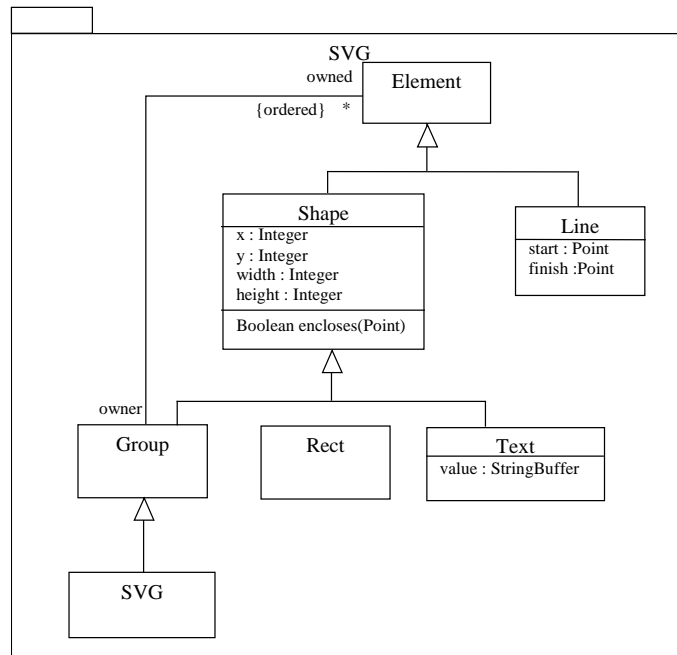 SVG
owned
Element
{ordered} *
Shape
x : Integer
y : Integer
width : Integer
height : Integer
Boolean encloses(Point)
Line
start : Point
finish :Point
owner
Group
Rect
Text
value : StringBuffer
SVG